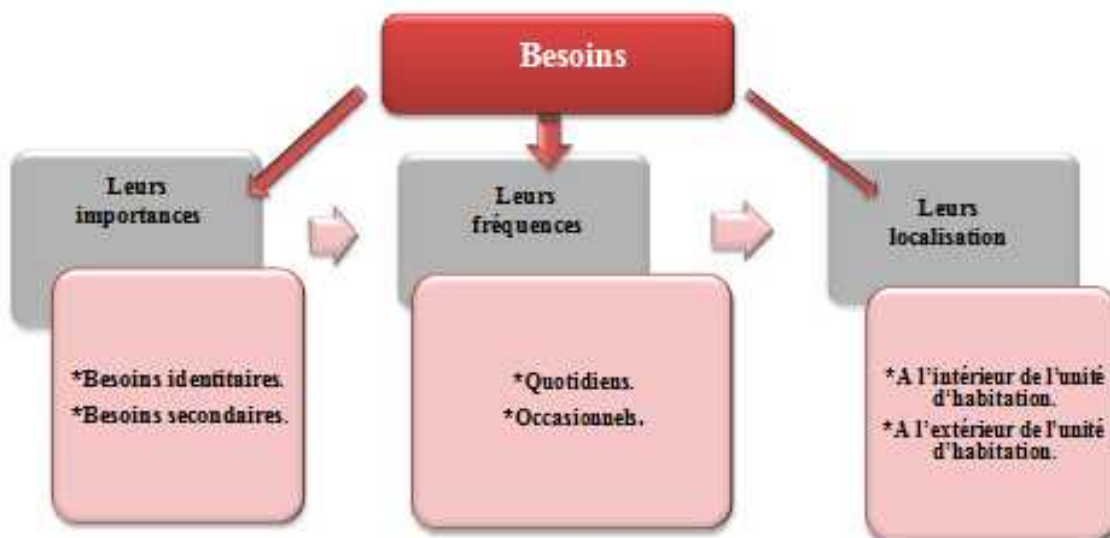 Besoins
Leurs
importances
Leurs
fréquences
Leurs
localisation
*Besoins identitaires.
*Besoins secondaires.
*Quotidiens.
*Occasionnels.
*A l'intérieur de l'unité
d'habitation.
*A l'extérieur de l'unité
d'habitation.